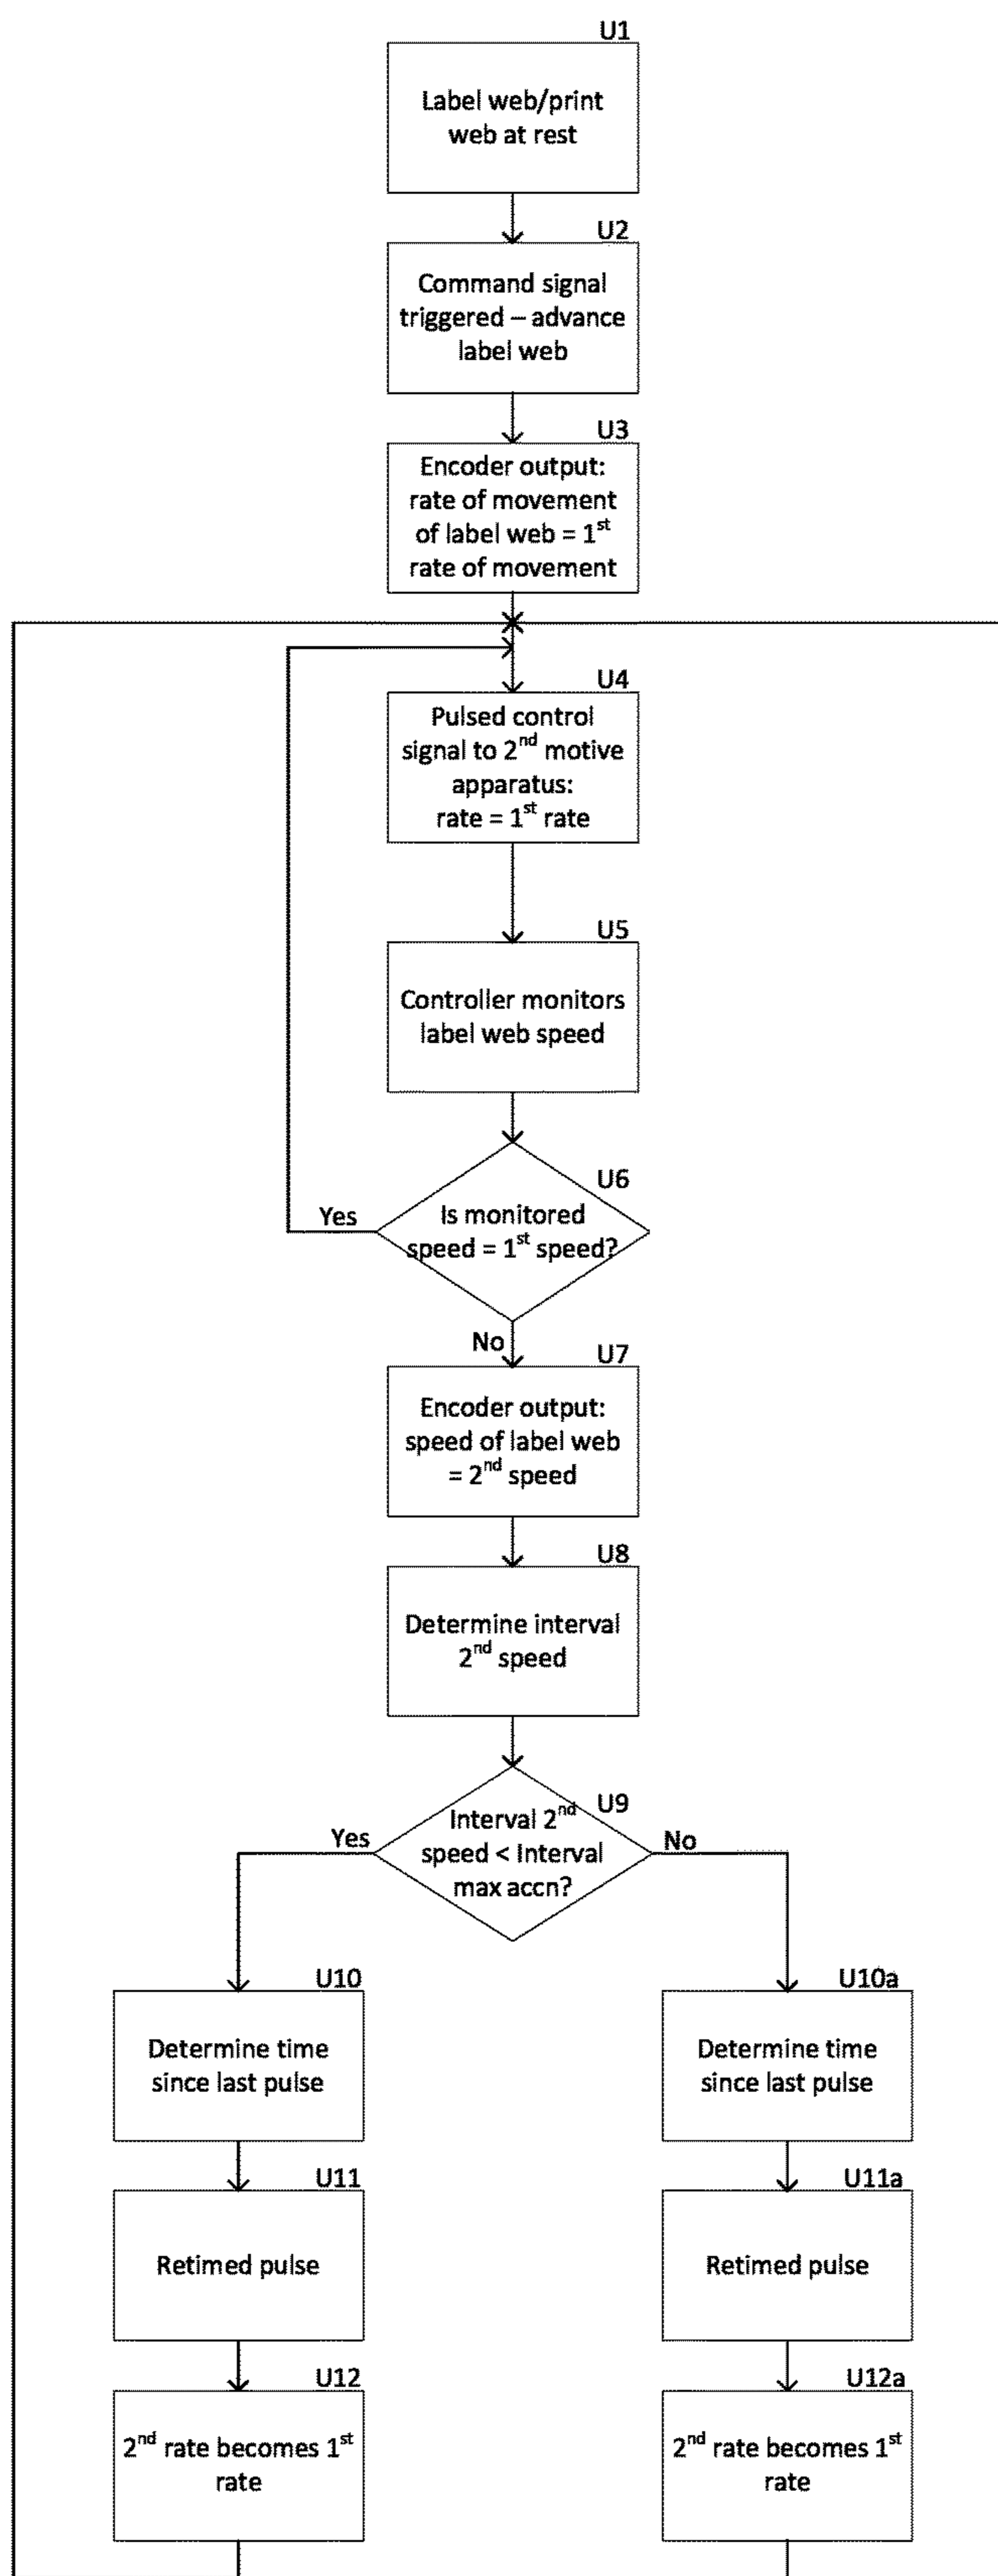 U1
Label web/print
web at rest
U2
Command signal
triggered – advance
label web
U3
Encoder output:
rate of movement
of label web = 1st
rate of movement
U4
Pulsed control
signal to 2nd motive
apparatus:
rate = 1st rate
U5
Controller monitors
label web speed
U6
Yes
Is monitored
speed = 1st speed?
No
U7
Encoder output:
speed of label web
= 2nd speed
U8
Determine interval
2nd speed
U9
Yes
Interval 2nd
speed < Interval
max accn?
No
U10
Determine time
since last pulse
U10a
Determine time
since last pulse
U11
Retimed pulse
U11a
Retimed pulse
U12
2nd rate becomes 1st
rate
U12a
2nd rate becomes 1st
rate